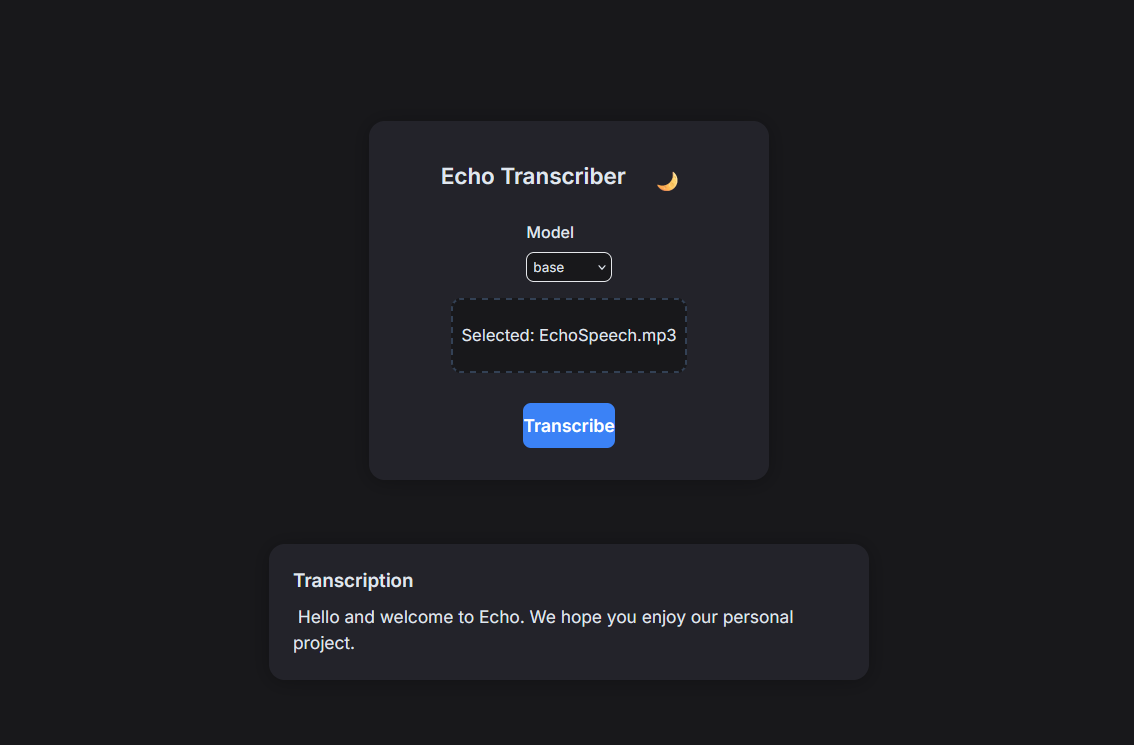 Echo Transcriber
Model
base
Selected: EchoSpeech.mp3
Transcribe
Transcription
Hello and welcome to Echo. We hope you enjoy our personal
project.